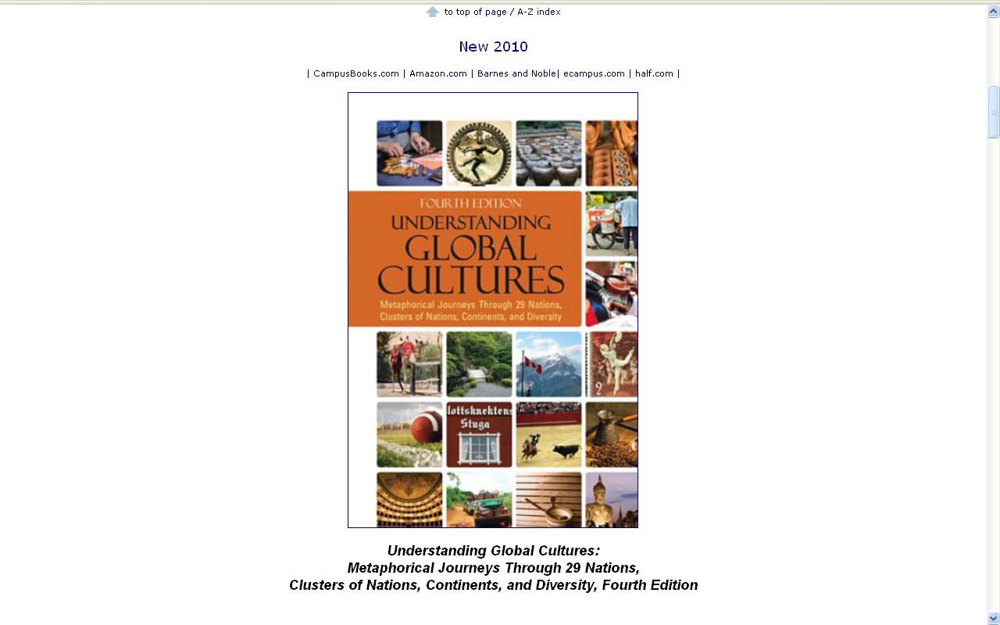 to top of page / A-Z index
New 2010
| CampusBooks.com | Amazon.com | Barnes and Noble| ecampus.com | half.com |
FOURTH EDITION
UNDERSTANDING
GLOBAL
CULTURES
Metaphorical Journeys Through 29 Nations,
Clusters of Nations, Continents, and Diversity
2
lottsknektens
Stuga
Understanding Global Cultures:
Metaphorical Journeys Through 29 Nations,
Clusters of Nations, Continents, and Diversity, Fourth Edition